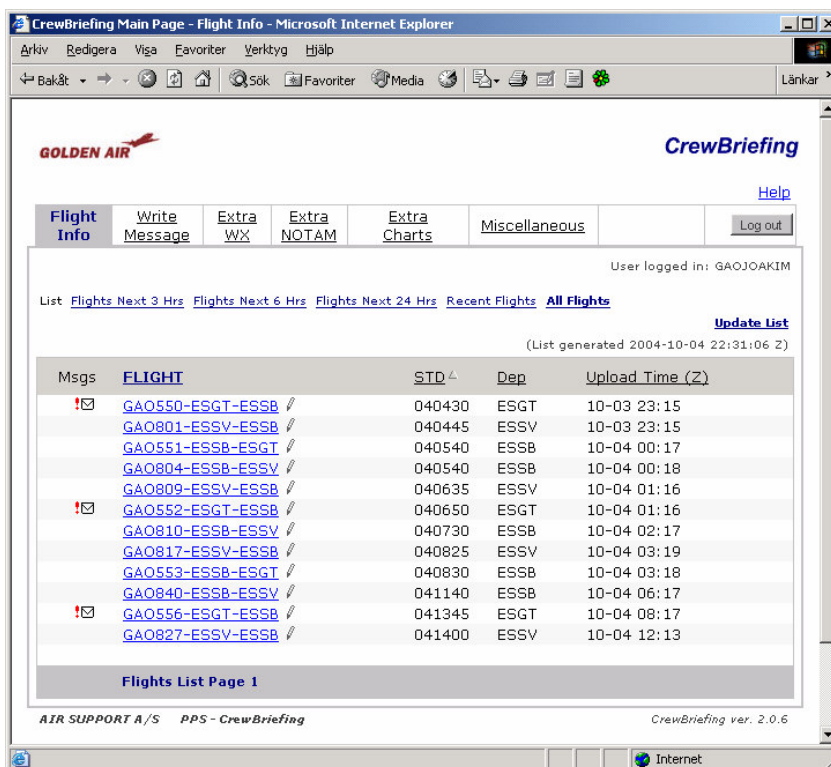 CrewBriefing Main Page - Flight Info - Microsoft Internet Explorer
Arkiv Redigera Visa Favoriter Verktyg Hjälp
Bakåt Sök Favoriter Media Länkar
GOLDEN AIR CrewBriefing
Help
Flight Info Write Message Extra WX Extra NOTAM Extra Charts Miscellaneous Log out
User logged in: GAOJOAKIM
List Flights Next 3 Hrs Flights Next 6 Hrs Flights Next 24 Hrs Recent Flights All Flights
Update List
(List generated 2004-10-04 22:31:06 Z)
Msgs FLIGHT STD Dep Upload Time (Z)
GAO550-ESGT-ESSB 040430 ESGT 10-03 23:15
GAO801-ESSV-ESSB 040445 ESSV 10-03 23:15
GAO551-ESSB-ESGT 040540 ESSB 10-04 00:17
GAO804-ESSB-ESSV 040540 ESSB 10-04 00:18
GAO809-ESSV-ESSB 040635 ESSV 10-04 01:16
GAO552-ESGT-ESSB 040650 ESGT 10-04 01:16
GAO810-ESSB-ESSV 040730 ESSB 10-04 02:17
GAO817-ESSV-ESSB 040825 ESSV 10-04 03:19
GAO553-ESSB-ESGT 040830 ESSB 10-04 03:18
GAO840-ESSB-ESSV 041140 ESSB 10-04 06:17
GAO556-ESGT-ESSB 041345 ESGT 10-04 08:17
GAO827-ESSV-ESSB 041400 ESSV 10-04 12:13
Flights List Page 1
AIR SUPPORT A/S PPS - CrewBriefing CrewBriefing ver. 2.0.6
Internet